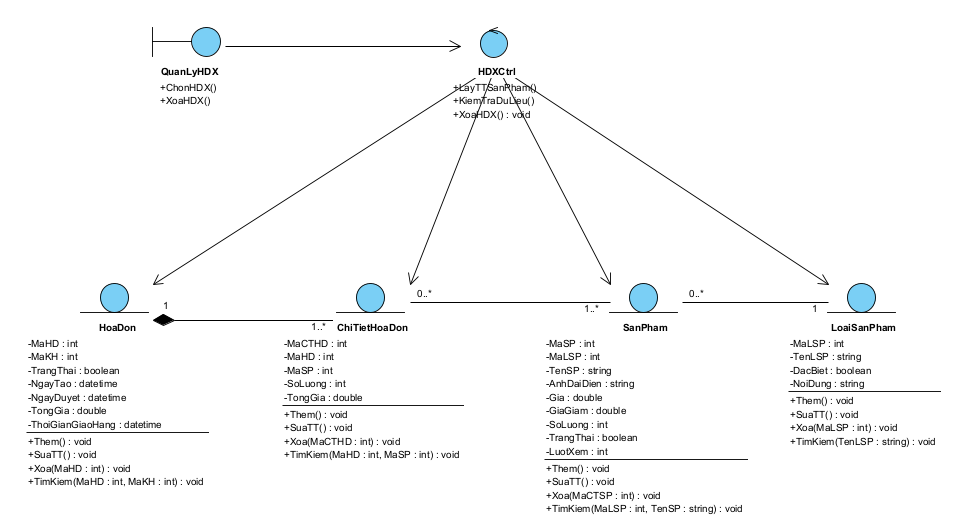 QuanLyHDX
+ChonHDX()
+XoaHDX()
HDXCtrl
+LayTTSanPham()
+KiemTraDuLieu()
+XoaHDX() : void
1
1..*
0..*
1..*
0..*
1
HoaDon
-MaHD : int
-MaKH : int
-TrangThai : boolean
-NgayTao : datetime
-NgayDuyet : datetime
-TongGia : double
-ThoiGianGiaoHang : datetime
+Them() : void
+SuaTT() : void
+Xoa(MaHD : int) : void
+TimKiem(MaHD : int, MaKH : int) : void
ChiTietHoaDon
-MaCTHD : int
-MaHD : int
-MaSP : int
-SoLuong : int
-TongGia : double
+Them() : void
+SuaTT() : void
+Xoa(MaCTHD : int) : void
+TimKiem(MaHD : int, MaSP : int) : void
SanPham
-MaSP : int
-MaLSP : int
-TenSP : string
-AnhDaiDien : string
-Gia : double
-GiaGiam : double
-SoLuong : int
-TrangThai : boolean
-LuotXem : int
+Them() : void
+SuaTT() : void
+Xoa(MaCTSP : int) : void
+TimKiem(MaLSP : int, TenSP : string) : void
LoaiSanPham
-MaLSP : int
-TenLSP : string
-DacBiet : boolean
-NoiDung : string
+Them() : void
+SuaTT() : void
+Xoa(MaLSP : int) : void
+TimKiem(TenLSP : string) : void